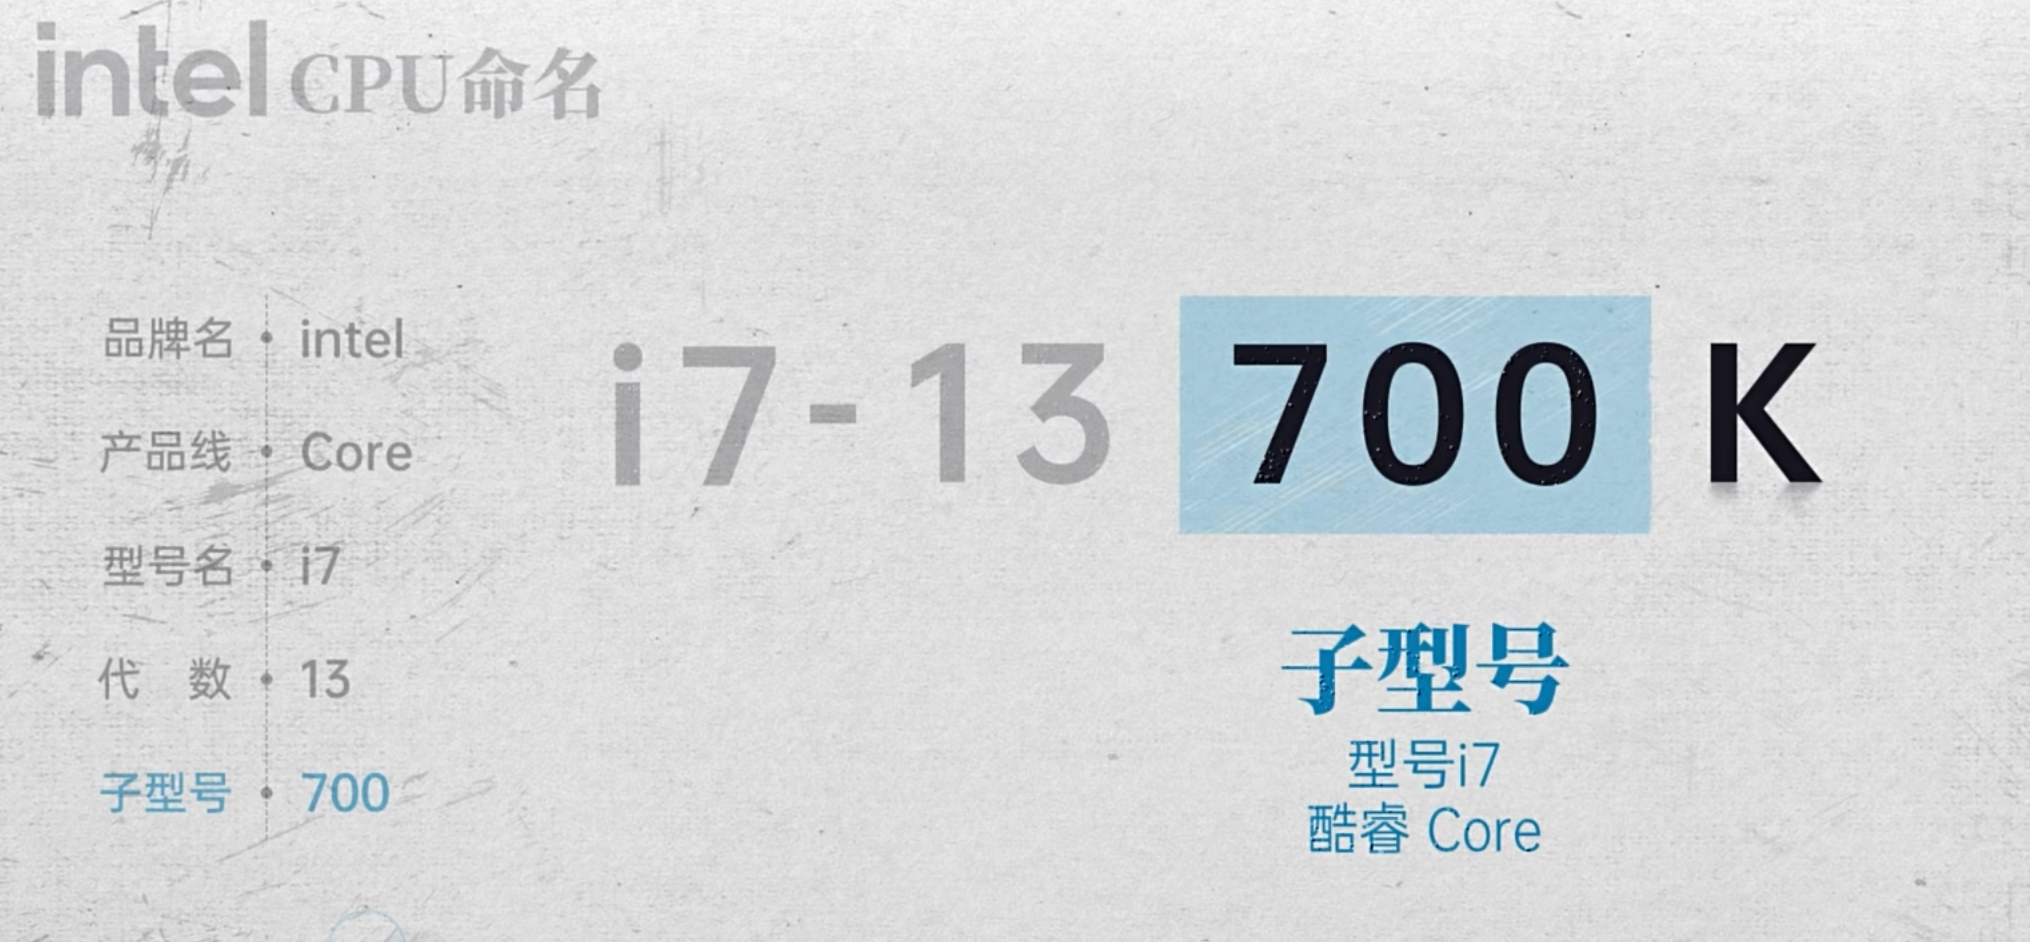 intel CPU命名
品牌名 intel
产品线 Core
型号名 i7
代 数 13
子型号 700
i7-13 700 K
子型号
型号i7
酷睿 Core